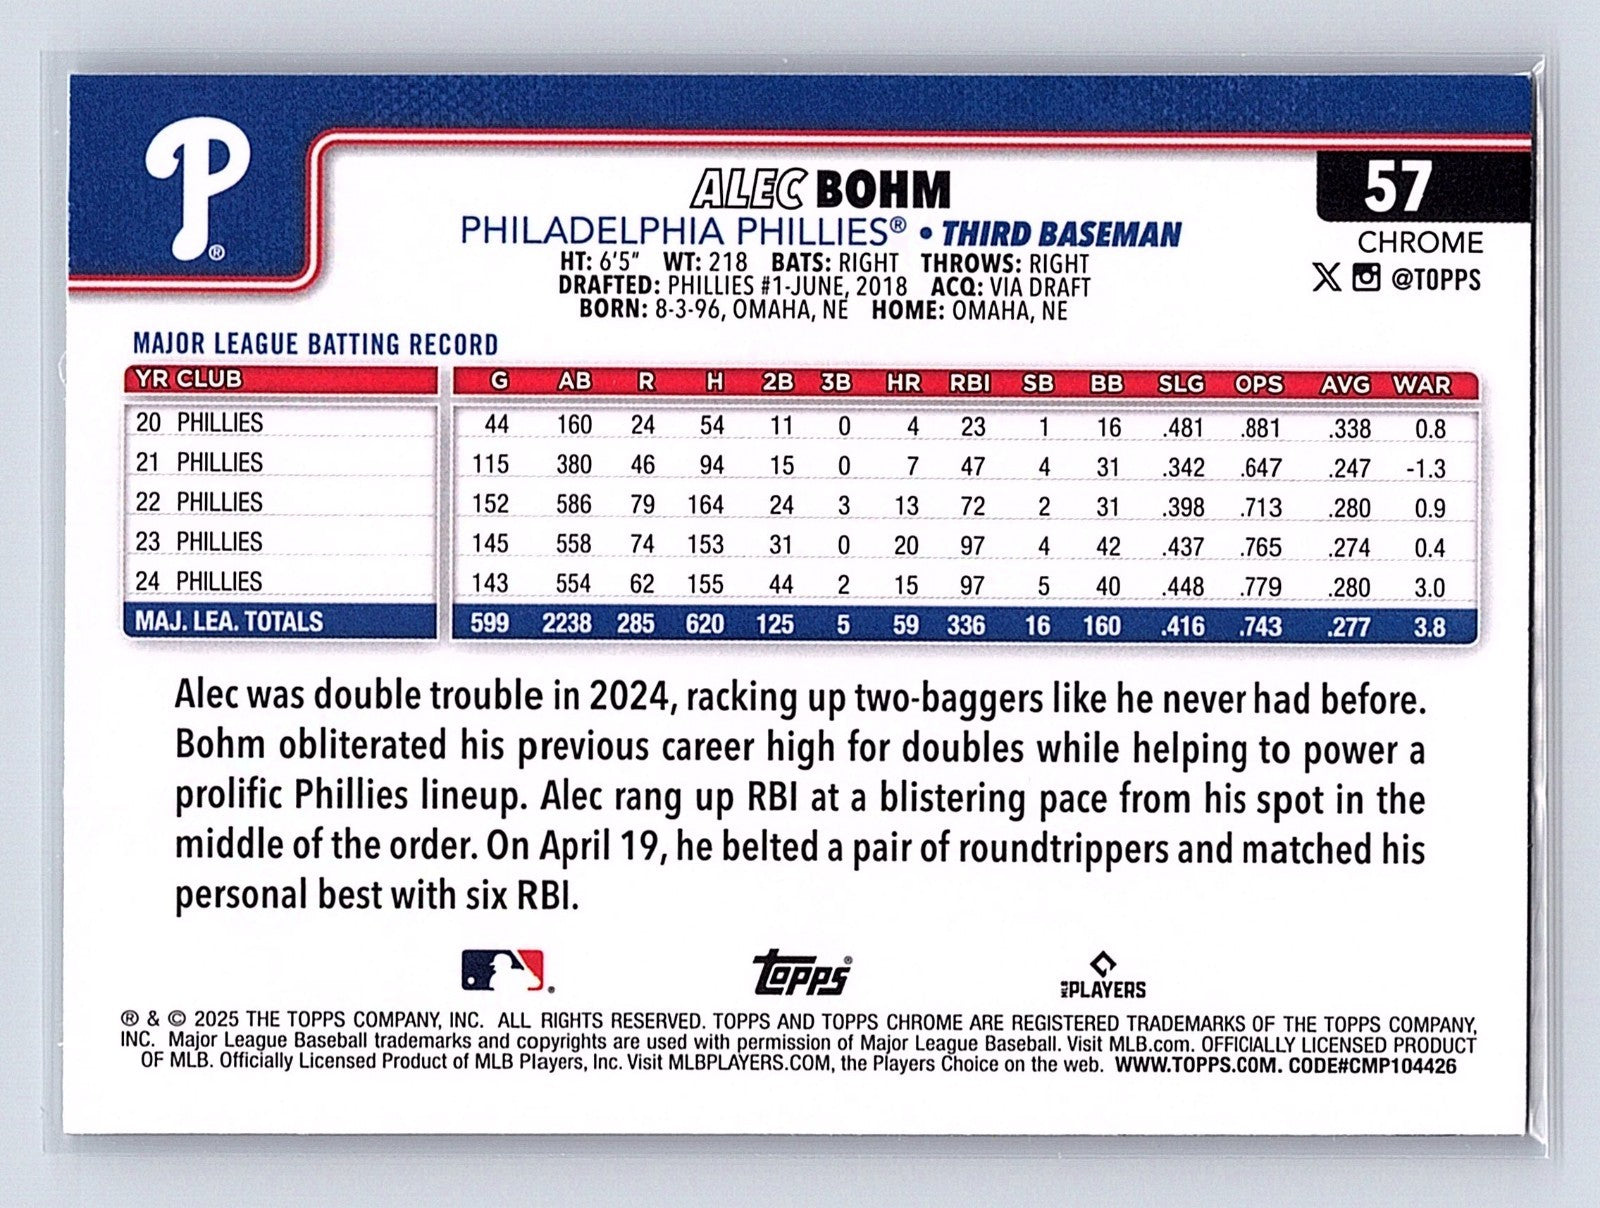 P®
ALEC BOHM
57
PHILADELPHIA PHILLIES® • THIRD BASEMAN
CHROME
HT: 6'5" WT: 218 BATS: RIGHT THROWS: RIGHT
@TOPPS
DRAFTED: PHILLIES #1-JUNE, 2018 ACQ: VIA DRAFT
BORN: 8-3-96, OMAHA, NE HOME: OMAHA, NE
MAJOR LEAGUE BATTING RECORD
YR CLUB G AB R H 2B 3B HR RBI SB BB SLG OPS AVG WAR
20 PHILLIES 44 160 24 54 11 0 4 23 1 16 .481 .881 .338 0.8
21 PHILLIES 115 380 46 94 15 0 7 47 4 31 .342 .647 .247 -1.3
22 PHILLIES 152 586 79 164 24 3 13 72 2 31 .398 .713 .280 0.9
23 PHILLIES 145 558 74 153 31 0 20 97 4 42 .437 .765 .274 0.4
24 PHILLIES 143 554 62 155 44 2 15 97 5 40 .448 .779 .280 3.0
MAJ. LEA. TOTALS 599 2238 285 620 125 5 59 336 16 160 .416 .743 .277 3.8
Alec was double trouble in 2024, racking up two-baggers like he never had before.
Bohm obliterated his previous career high for doubles while helping to power a
prolific Phillies lineup. Alec rang up RBI at a blistering pace from his spot in the
middle of the order. On April 19, he belted a pair of roundtrippers and matched his
personal best with six RBI.
Topps®
MLB PLAYERS
® & © 2025 THE TOPPS COMPANY, INC. ALL RIGHTS RESERVED. TOPPS AND TOPPS CHROME ARE REGISTERED TRADEMARKS OF THE TOPPS COMPANY,
INC. Major League Baseball trademarks and copyrights are used with permission of Major League Baseball. Visit MLB.com. OFFICIALLY LICENSED PRODUCT
OF MLB. Officially Licensed Product of MLB Players, Inc. Visit MLBPLAYERS.COM, the Players Choice on the web. WWW.TOPPS.COM. CODE#CMP104426